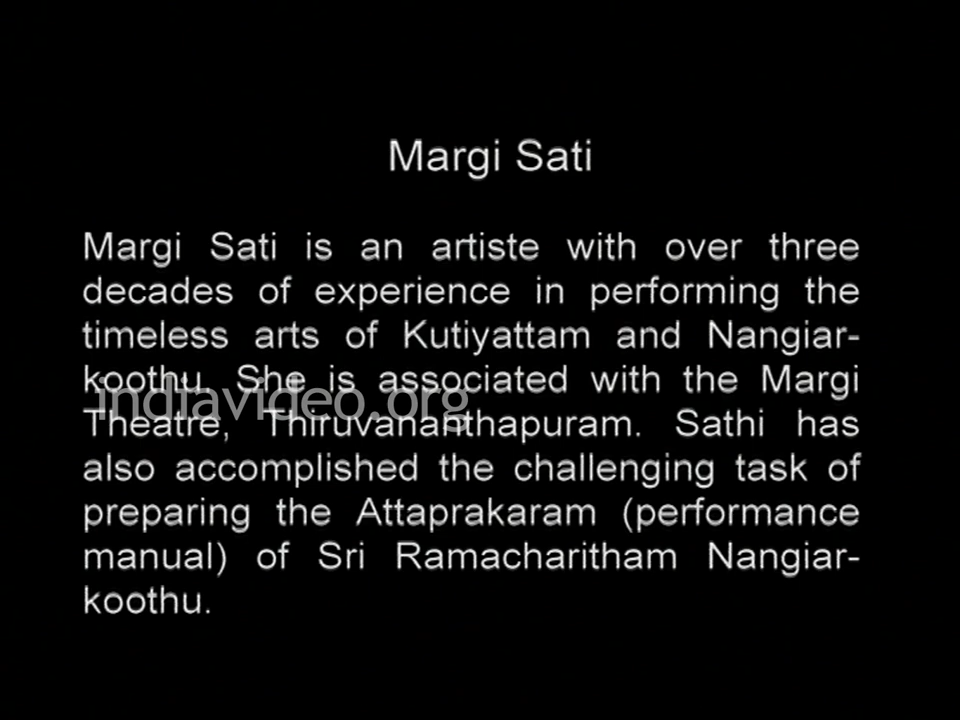 Margi Sati
Margi Sati is an artiste with over three
decades of experience in performing the
timeless arts of Kutiyattam and Nangiar-
koothu. She is associated with the Margi
indiavideo.org
Theatre, Thiruvananthapuram. Sathi has
also accomplished the challenging task of
preparing the Attaprakaram (performance
manual) of Sri Ramacharitham Nangiar-
koothu.